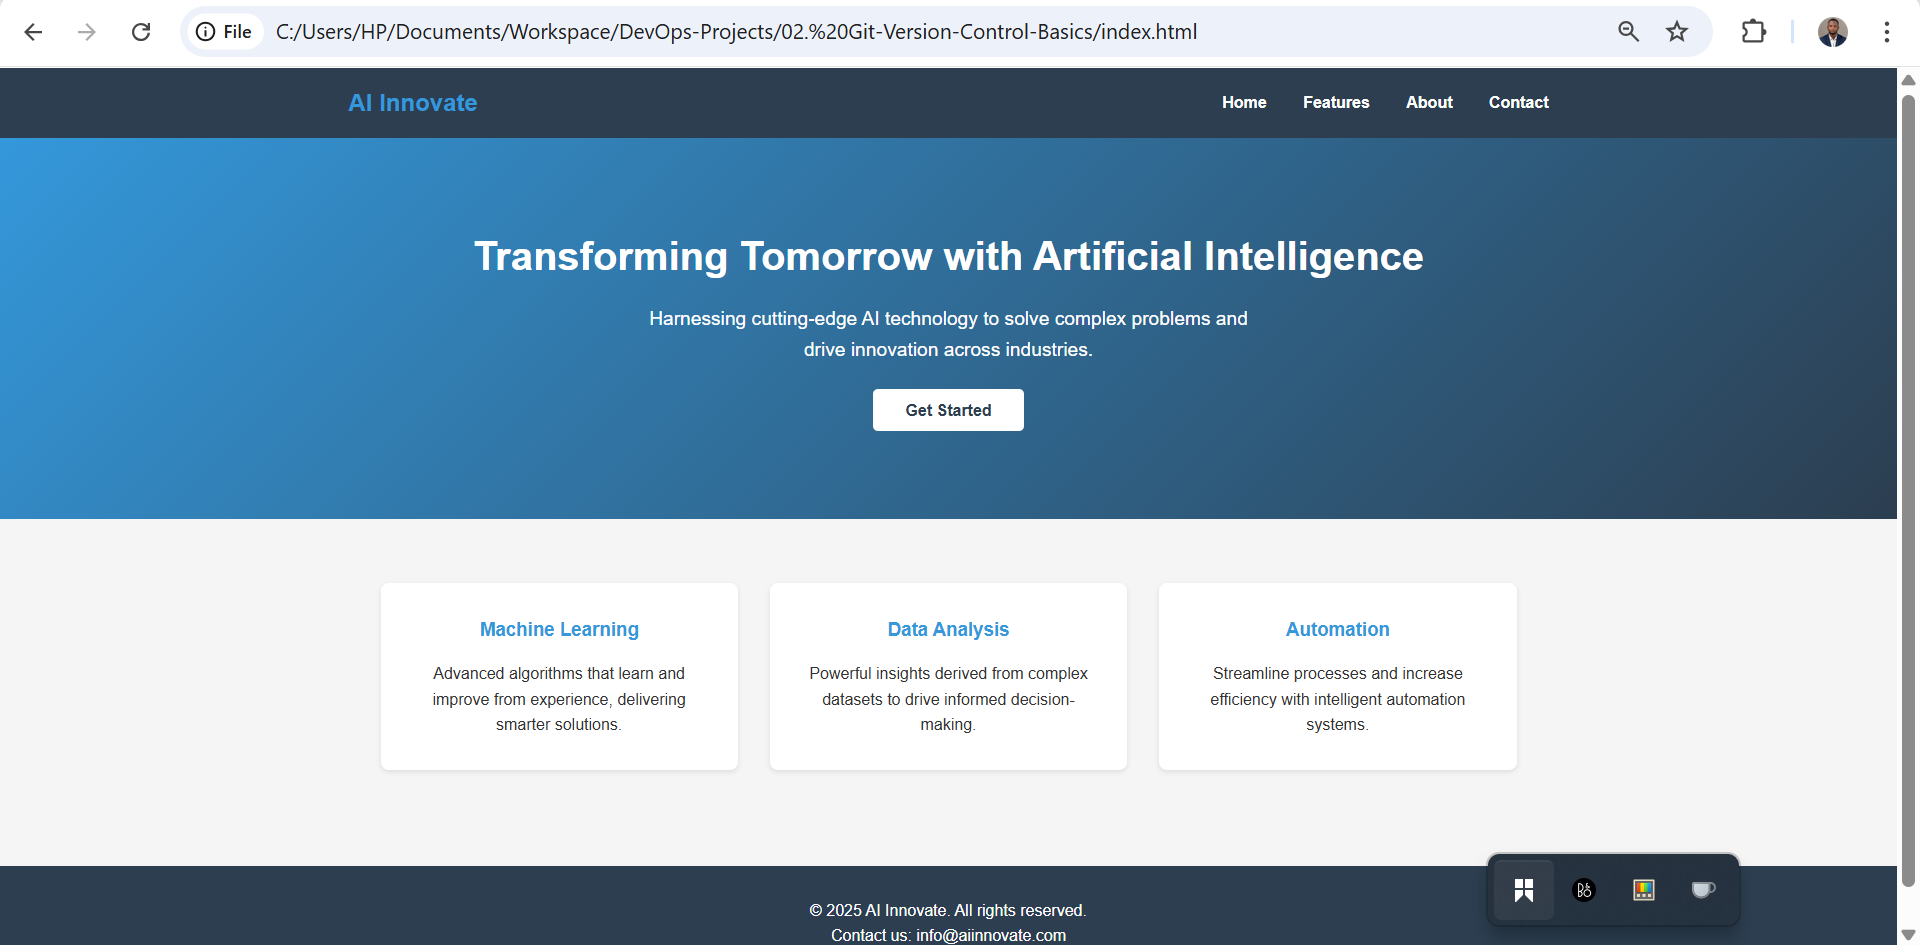 File
C:/Users/HP/Documents/Workspace/DevOps-Projects/02.%20Git-Version-Control-Basics/index.html
AI Innovate
Home Features About Contact
Transforming Tomorrow with Artificial Intelligence
Harnessing cutting-edge AI technology to solve complex problems and
drive innovation across industries.
Get Started
Machine Learning
Advanced algorithms that learn and
improve from experience, delivering
smarter solutions.
Data Analysis
Powerful insights derived from complex
datasets to drive informed decision-
making.
Automation
Streamline processes and increase
efficiency with intelligent automation
systems.
© 2025 AI Innovate. All rights reserved.
Contact us: info@aiinnovate.com